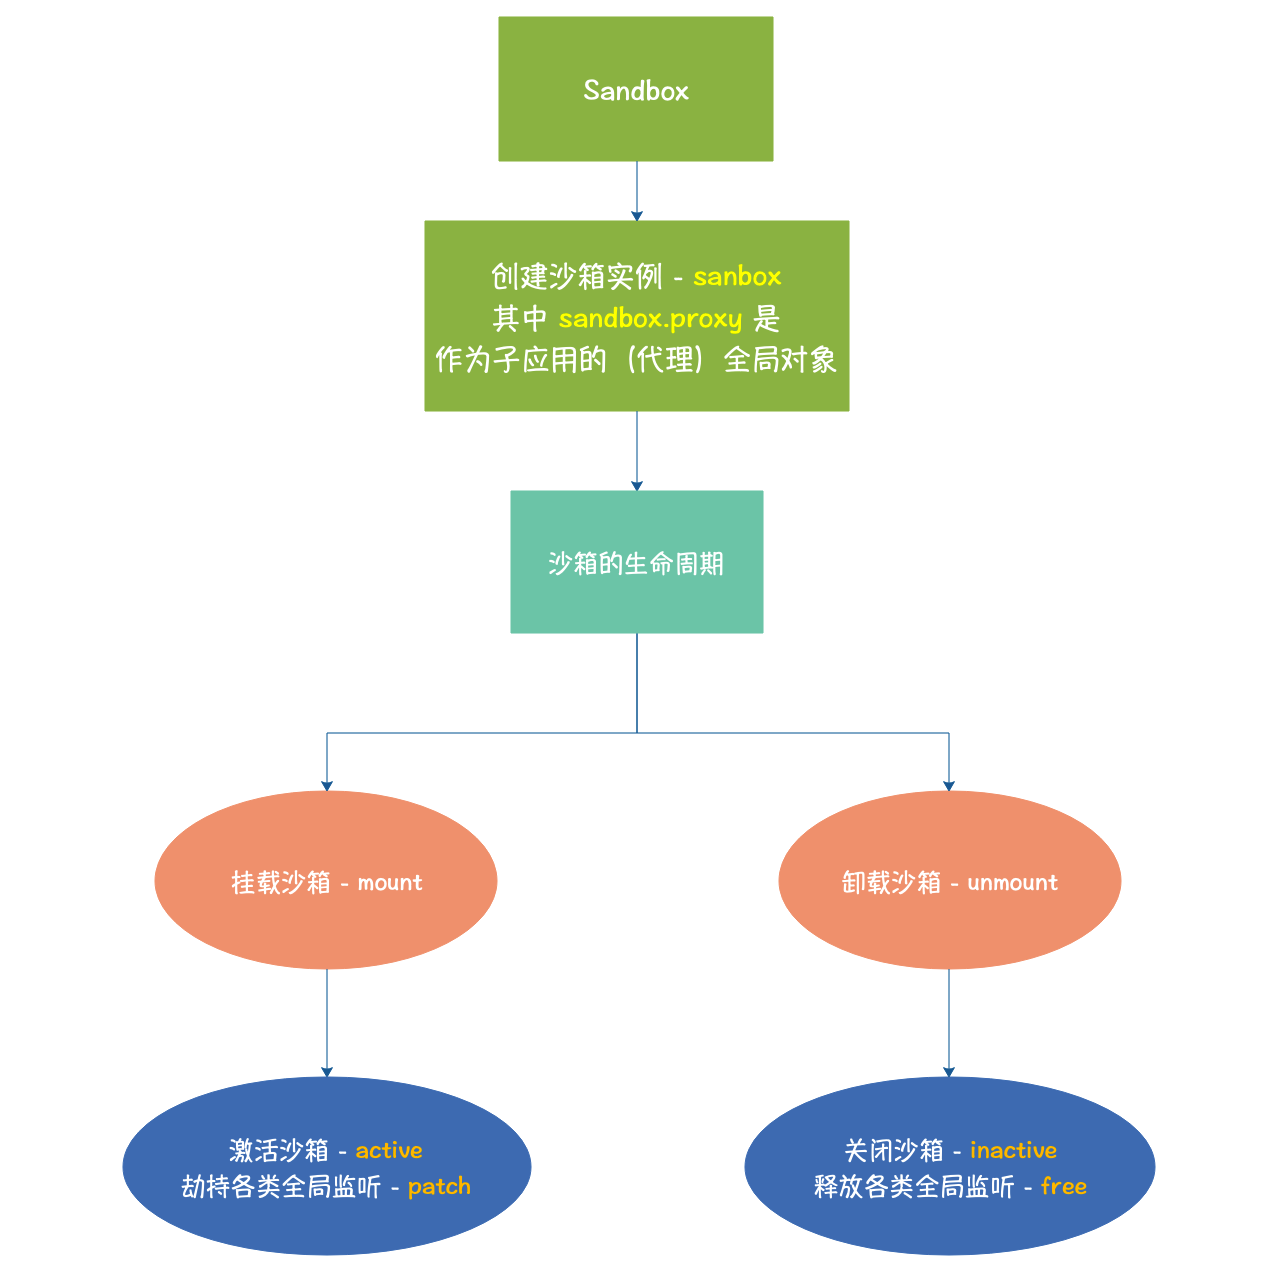 Sandbox
创建沙箱实例 - sanbox
其中 sandbox.proxy 是
作为子应用的（代理）全局对象
沙箱的生命周期
挂载沙箱 - mount
卸载沙箱 - unmount
激活沙箱 - active
劫持各类全局监听 - patch
关闭沙箱 - inactive
释放各类全局监听 - free